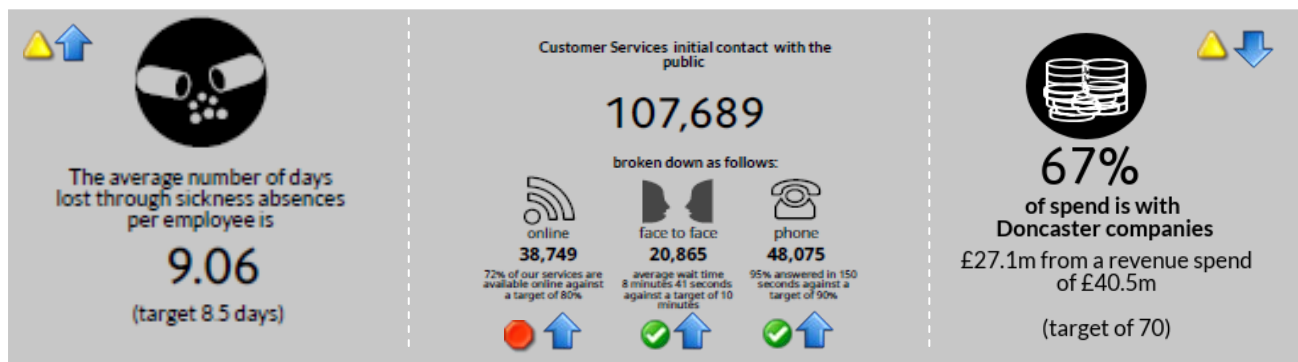 The average number of days
lost through sickness absences
per employee is
9.06
(target 8.5 days)
Customer Services initial contact with the
public
107,689
broken down as follows:
online
38,749
72% of our services are
available online against
a target of 80%
face to face
20,865
average wait time
8 minutes 41 seconds
against a target of 10
minutes
phone
48,075
95% answered in 150
seconds against a
target of 90%
67%
of spend is with
Doncaster companies
£27.1m from a revenue spend
of £40.5m
(target of 70)